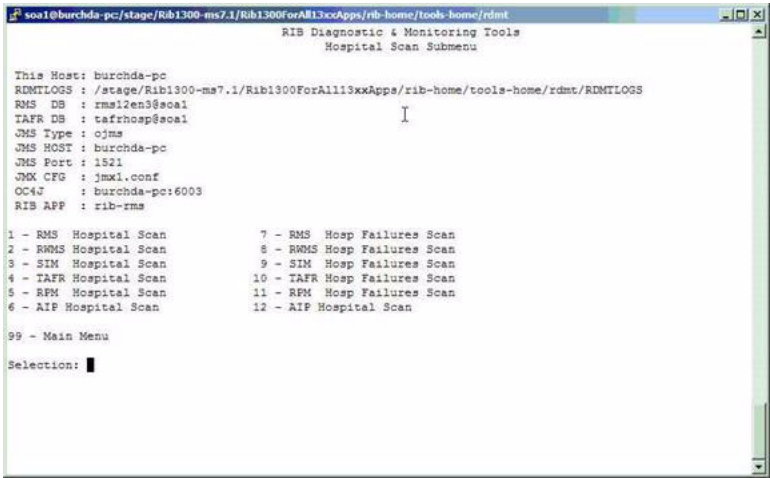 soa1@burchda-pc:/stage/Rib1300-ms7.1/Rib1300ForAll13xxApps/rib-home/tools-home/rdmt
RIB Diagnostic & Monitoring Tools
Hospital Scan Submenu
This Host: burchda-pc
RDMTLOGS : /stage/Rib1300-ms7.1/Rib1300ForAll13xxApps/rib-home/tools-home/rdmt/RDMTLOGS
RMS DB : rms12en3@soa1
TAFR DB : tafrhosp@soa1
JMS Type : ojms
JMS HOST : burchda-pc
JMS Port : 1521
JMX CFG : jmx1.conf
OC4J : burchda-pc:6003
RIB APP : rib-rms
1 - RMS Hospital Scan 7 - RMS Hosp Failures Scan
2 - RWMS Hospital Scan 8 - RWMS Hosp Failures Scan
3 - SIM Hospital Scan 9 - SIM Hosp Failures Scan
4 - TAFR Hospital Scan 10 - TAFR Hosp Failures Scan
5 - RPM Hospital Scan 11 - RPM Hosp Failures Scan
6 - AIP Hospital Scan 12 - AIP Hospital Scan
99 - Main Menu
Selection: